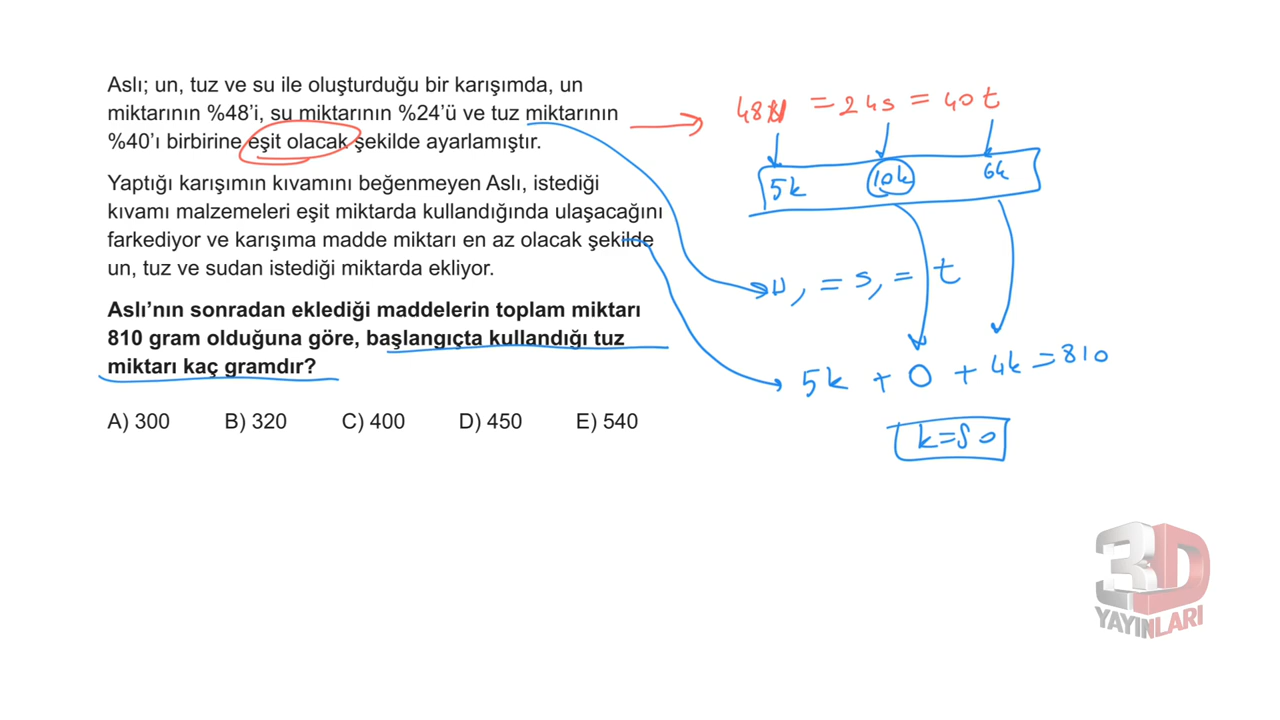 Aslı; un, tuz ve su ile oluşturduğu bir karışımda, un
miktarının %48'i, su miktarının %24'ü ve tuz miktarının
%40'ı birbirine eşit olacak şekilde ayarlamıştır.
Yaptığı karışımın kıvamını beğenmeyen Aslı, istediği
kıvamı malzemeleri eşit miktarda kullandığında ulaşacağını
farkediyor ve karışıma madde miktarı en az olacak şekilde
un, tuz ve sudan istediği miktarda ekliyor.
Aslı'nın sonradan eklediği maddelerin toplam miktarı
810 gram olduğuna göre, başlangıçta kullandığı tuz
miktarı kaç gramdır?
A) 300 B) 320 C) 400 D) 450 E) 540
48u = 24s = 40t
5k 10k 6k
u, = s, = t
5k + 0 + 4k = 810
k = 90
3D
YAYINLARI